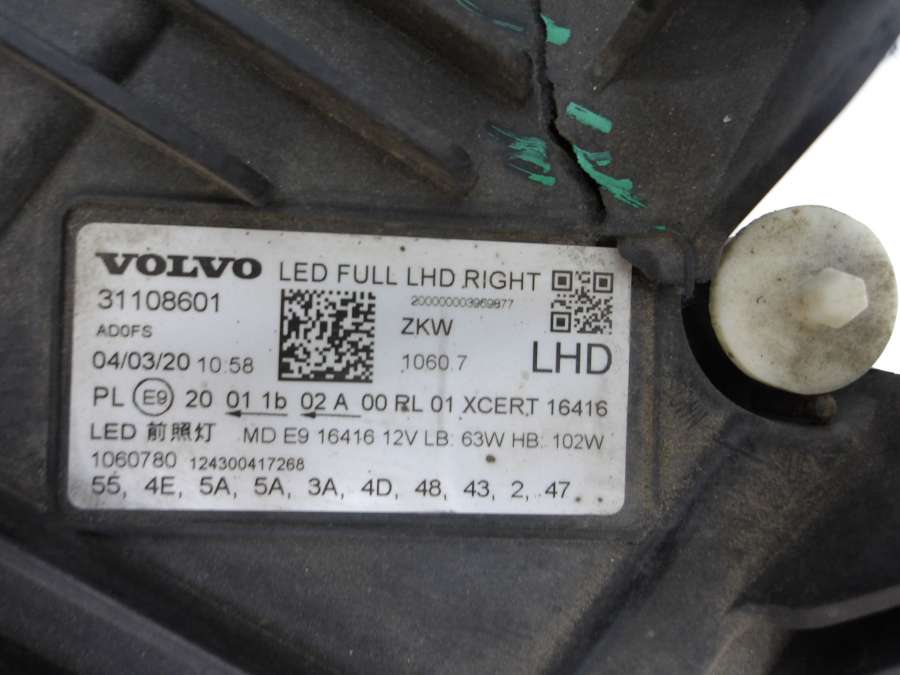 VOLVO LED FULL LHD RIGHT
31108601
200000003969877
AD0FS
ZKW
04/03/20 10:58
1060.7
LHD
PL E9 20 01 1b 02 A 00 RL 01 XCERT 16416
LED 前照灯 MD E9 16416 12V LB: 63W HB: 102W
1060780 124300417268
55, 4E, 5A, 5A, 3A, 4D, 48, 43, 2, 47